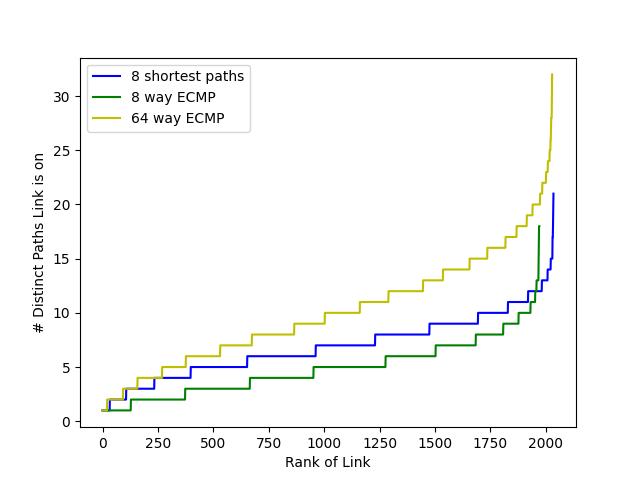 8 shortest paths
8 way ECMP
64 way ECMP
# Distinct Paths Link is on
30
25
20
15
10
5
0
0 250 500 750 1000 1250 1500 1750 2000
Rank of Link